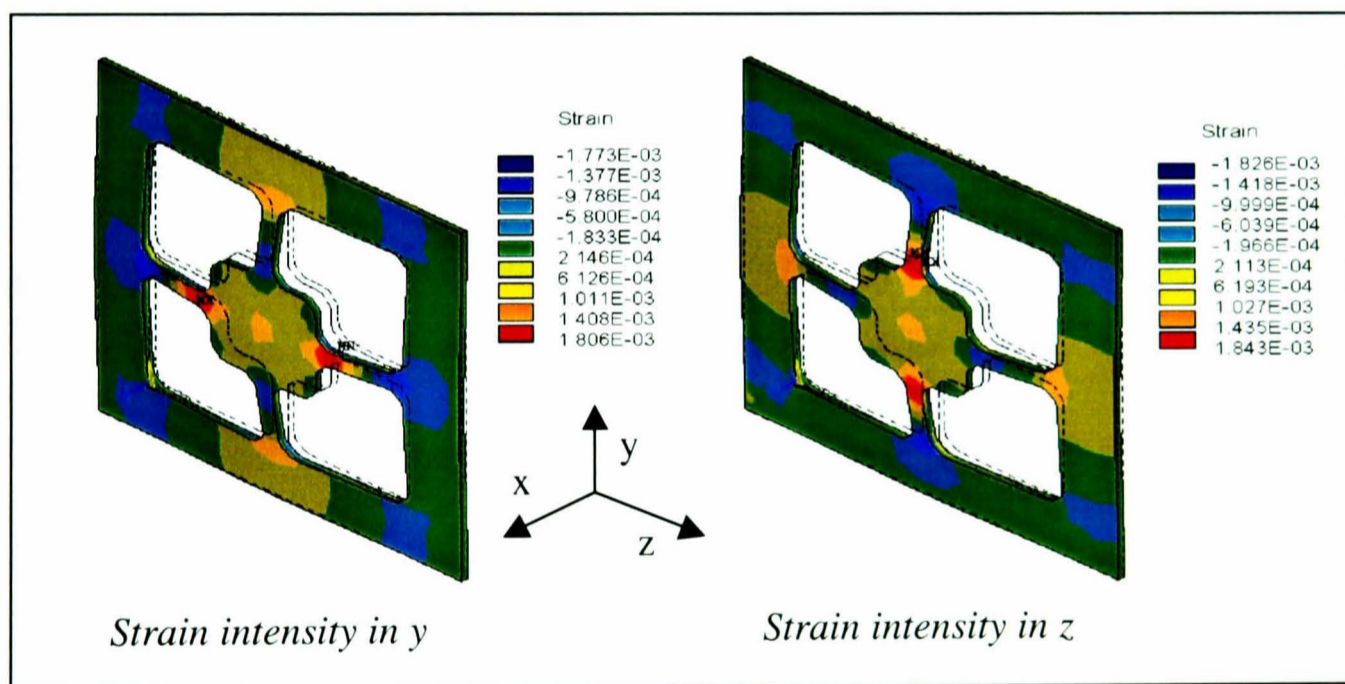 Strain
-1.773E-03
-1.377E-03
-9.786E-04
-5.800E-04
-1.833E-04
2 146E-04
6 126E-04
1.011E-03
1 408E-03
1 806E-03
Strain
-1 826E-03
-1 418E-03
-9.999E-04
-6 039E-04
-1 966E-04
2 113E-04
6 193E-04
1 027E-03
1 435E-03
1.843E-03
x
y
z
Strain intensity in y
Strain intensity in z